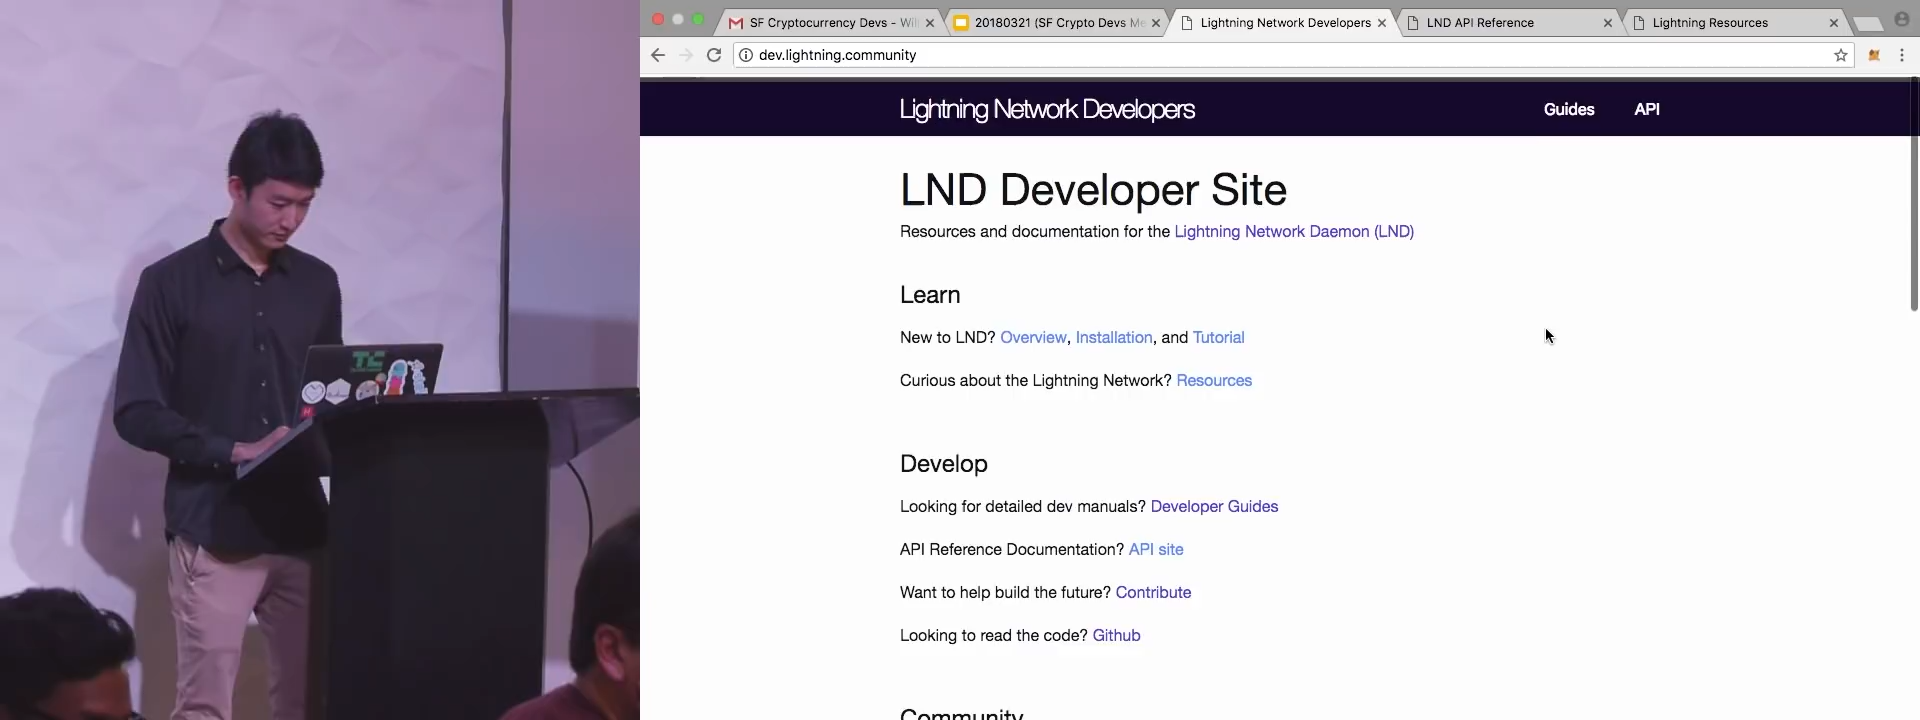 SF Cryptocurrency Devs - Wil
20180321 (SF Crypto Devs Me
Lightning Network Developers
LND API Reference
Lightning Resources
dev.lightning.community
Lightning Network Developers
Guides
API
LND Developer Site
Resources and documentation for the Lightning Network Daemon (LND)
Learn
New to LND? Overview, Installation, and Tutorial
Curious about the Lightning Network? Resources
Develop
Looking for detailed dev manuals? Developer Guides
API Reference Documentation? API site
Want to help build the future? Contribute
Looking to read the code? Github
Community
TC